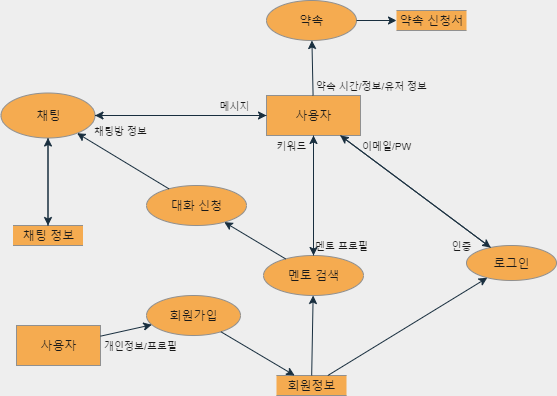 약속
약속 신청서
약속 시간/정보/유저 정보
메시지
채팅
사용자
채팅방 정보
키워드
이메일/PW
대화 신청
채팅 정보
멘토 프로필
인증
로그인
멘토 검색
회원가입
사용자
개인정보/프로필
회원정보